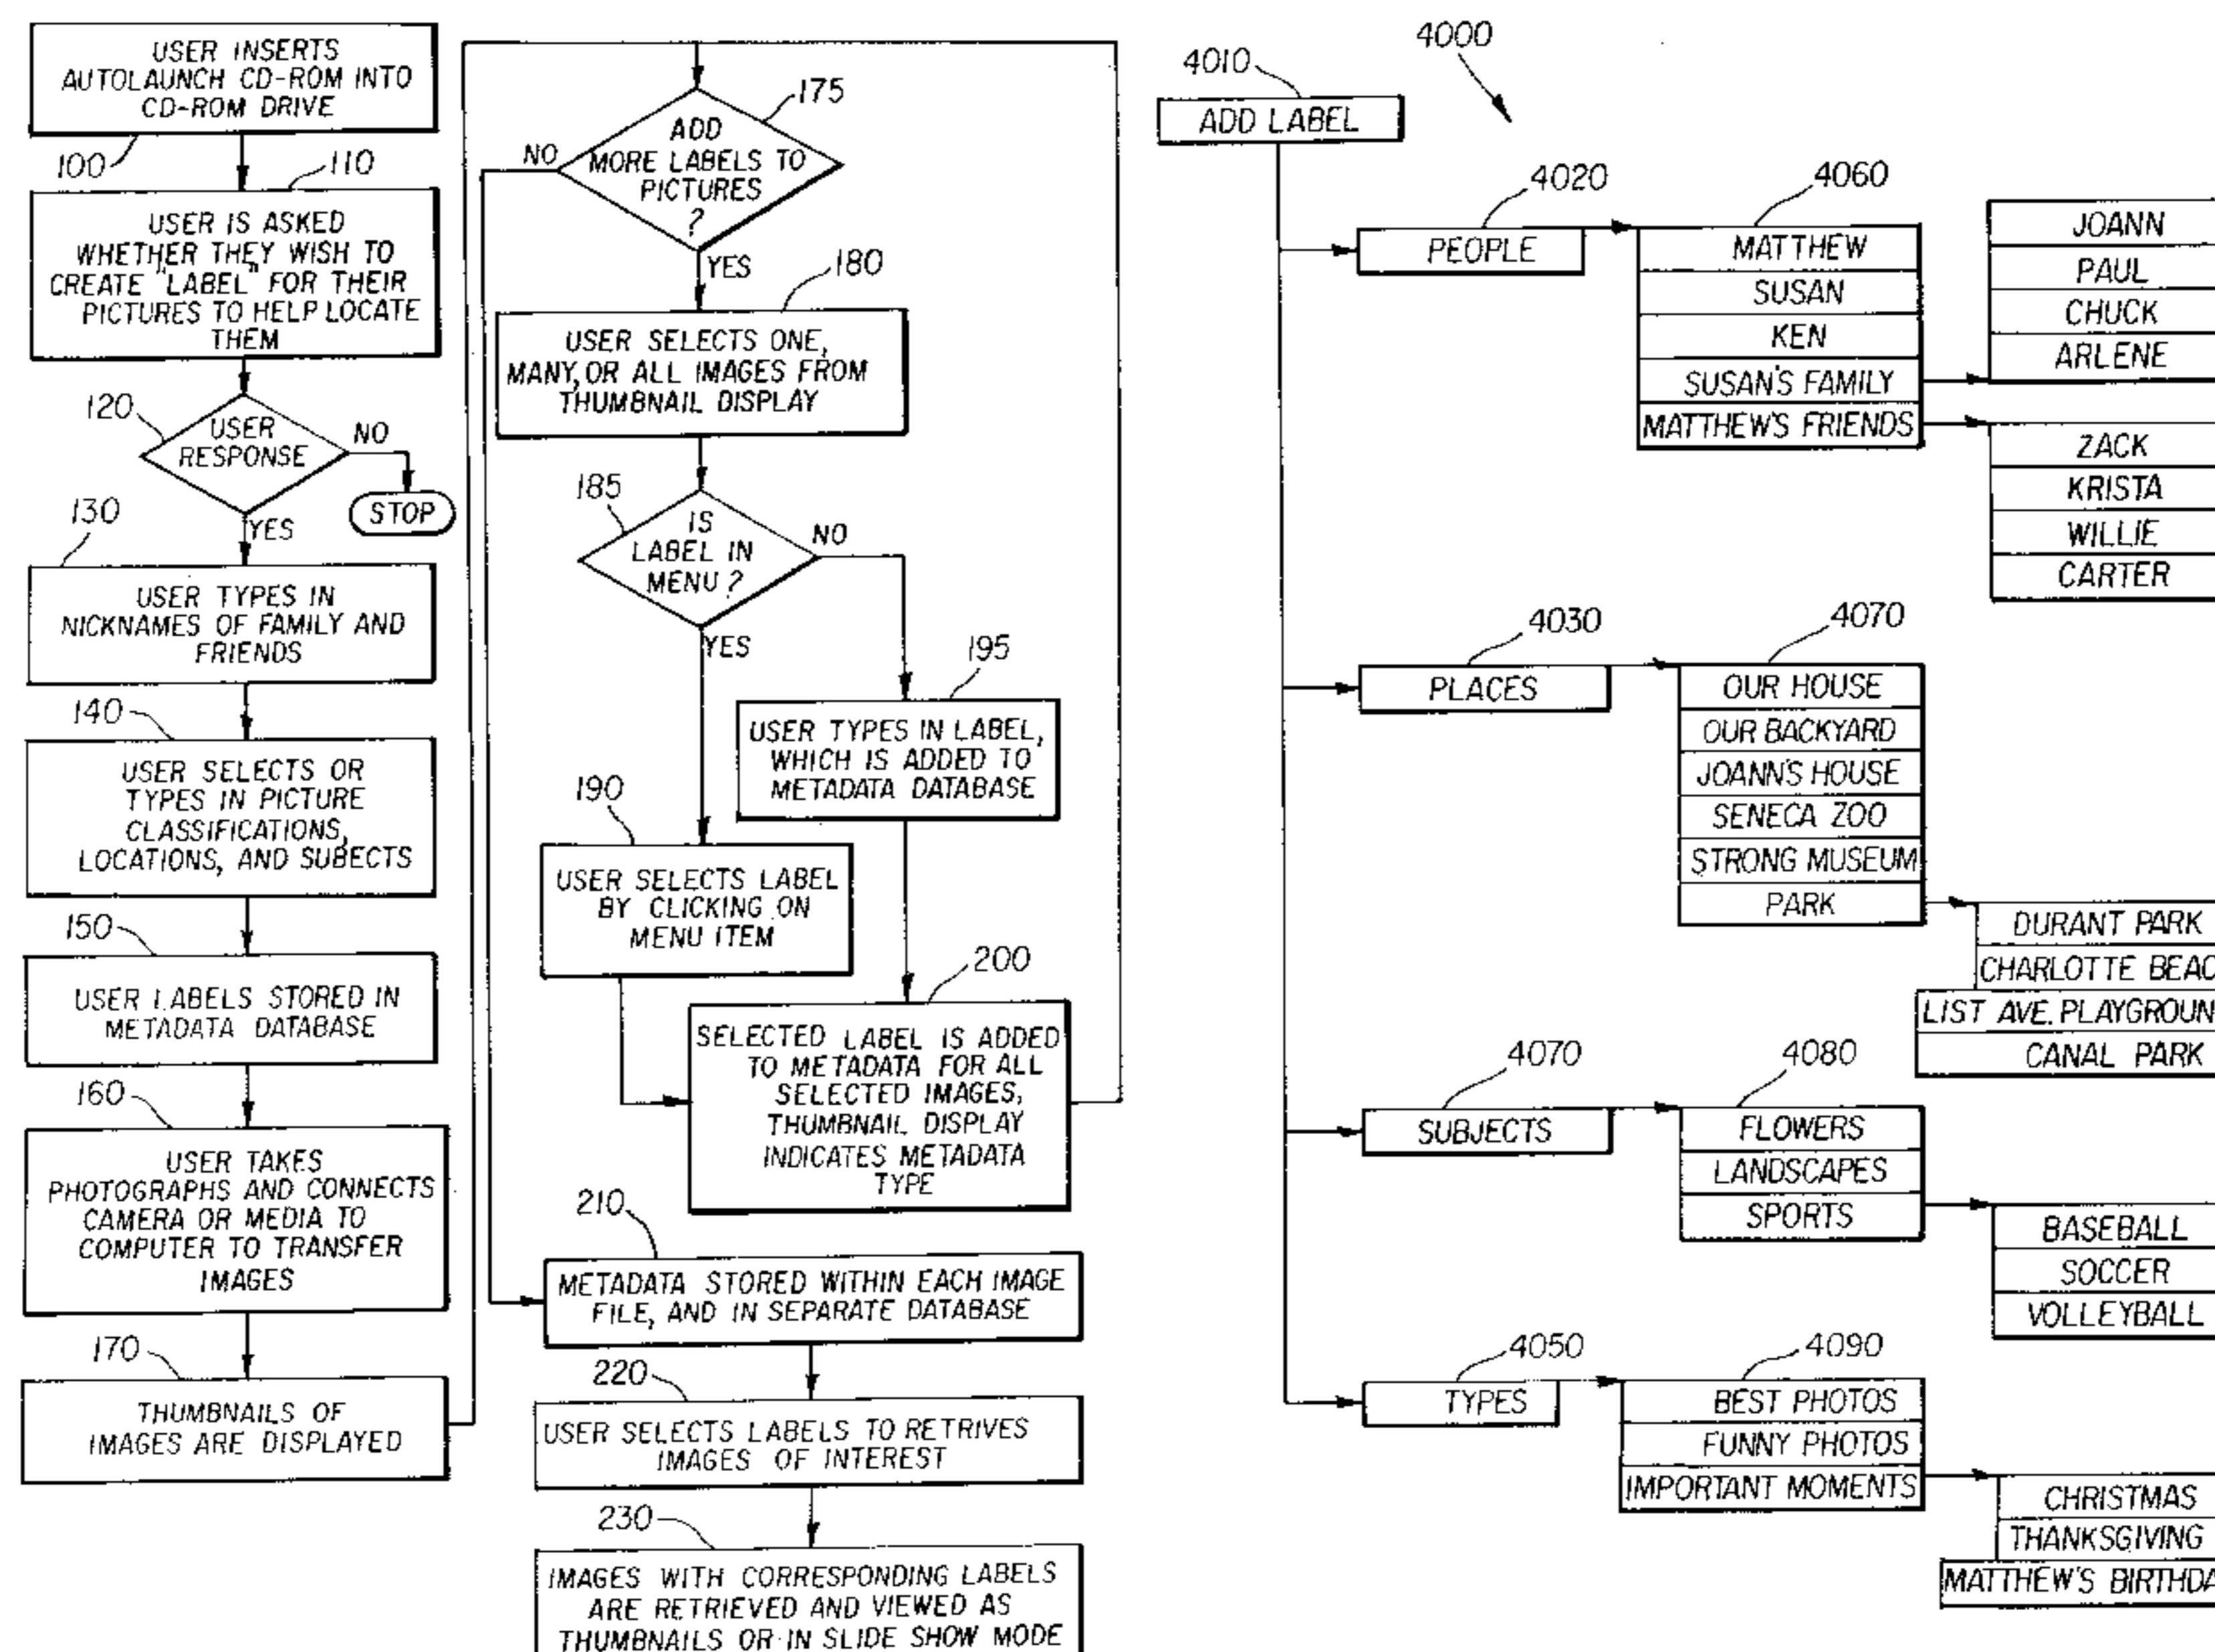 USER INSERTS
AUTOLAUNCH CD-ROM INTO
CD-ROM DRIVE
100
110
USER IS ASKED
WHETHER THEY WISH TO
CREATE "LABEL" FOR THEIR
PICTURES TO HELP LOCATE
THEM
120
USER
RESPONSE
NO
STOP
YES
130
USER TYPES IN
NICKNAMES OF FAMILY AND
FRIENDS
140
USER SELECTS OR
TYPES IN PICTURE
CLASSIFICATIONS,
LOCATIONS, AND SUBECTS
150
USER LABELS STORED IN
METADATA DATABASE
160
USER TAKES
PHOTOGRAPHS AND CONNECTS
CAMERA OR MEDIA TO
COMPUTER TO TRANSFER
IMAGES
170
THUMBNAILS OF
IMAGES ARE DISPLAYED
175
ADD
MORE LABELS TO
PICTURES
?
NO
YES
180
USER SELECTS ONE,
MANY, OR ALL IMAGES FROM
THUMBNAIL DISPLAY
185
IS
LABEL IN
MENU?
NO
YES
195
USER TYPES IN LABEL,
WHICH IS ADDED TO
METADATA DATABASE
190
USER SELECTS LABEL
BY CLICKING ON
MENU ITEM
200
SELECTED LABEL IS ADDED
TO METADATA FOR ALL
SELECTED IMAGES,
THUMBNAIL DISPLAY
INDICATES METADATA
TYPE
210
METADATA STORED WITHIN EACH IMAGE
FILE, AND IN SEPARATE DATABASE
220
USER SELECTS LABELS TO RETRIVES
IMAGES OF INTEREST
230
IMAGES WITH CORRESPONDING LABELS
ARE RETRIEVED AND VIEWED AS
THUMBNAILS OR IN SLIDE SHOW MODE
4000
4010
ADD LABEL
4020
PEOPLE
4060
MATTHEW
SUSAN
KEN
SUSAN'S FAMILY
MATTHEW'S FRIENDS
JOANN
PAUL
CHUCK
ARLENE
ZACK
KRISTA
WILLIE
CARTER
4030
PLACES
4070
OUR HOUSE
OUR BACKYARD
JOANN'S HOUSE
SENECA ZOO
STRONG MUSEUM
PARK
DURANT PARK
CHARLOTTE BEAC
LIST AVE. PLAYGROUN
CANAL PARK
4070
SUBJECTS
4080
FLOWERS
LANDSCAPES
SPORTS
BASEBALL
SOCCER
VOLLEYBALL
4050
TYPES
4090
BEST PHOTOS
FUNNY PHOTOS
IMPORTANT MOMENTS
CHRISTMAS
THANKSGIVING
MATTHEW'S BIRTHDA